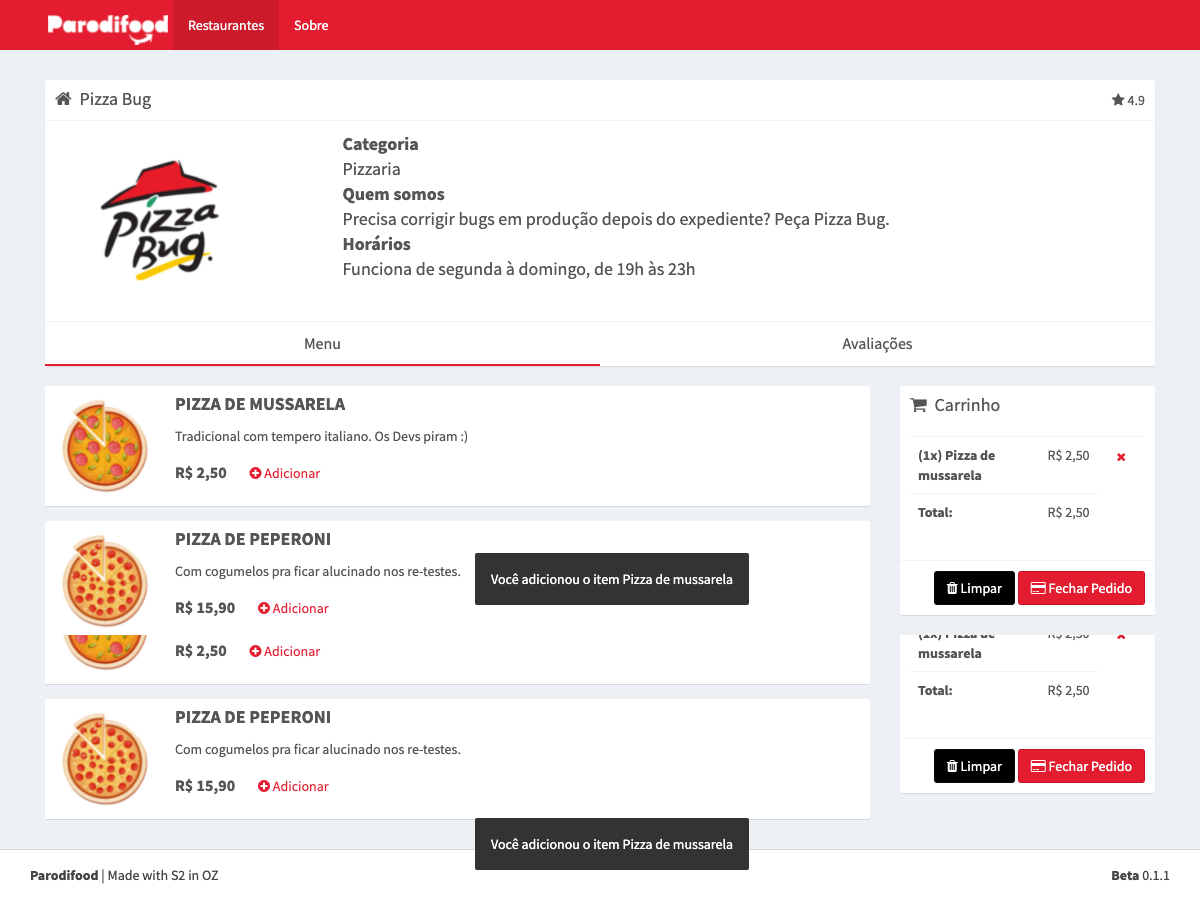 Parodifood Restaurantes Sobre
Pizza Bug 4.9
Pizza Bug.
Categoria
Pizzaria
Quem somos
Precisa corrigir bugs em produção depois do expediente? Peça Pizza Bug.
Horários
Funciona de segunda à domingo, de 19h às 23h
Menu Avaliações
PIZZA DE MUSSARELA
Tradicional com tempero italiano. Os Devs piram :)
R$ 2,50 Adicionar
Carrinho
(1x) Pizza de R$ 2,50
mussarela
Total: R$ 2,50
Limpar Fechar Pedido
PIZZA DE PEPERONI
Com cogumelos pra ficar alucinado nos re-testes.
Você adicionou o item Pizza de mussarela
R$ 15,90 Adicionar
R$ 2,50 Adicionar
(1x) Pizza de R$ 2,50
mussarela
Total: R$ 2,50
Limpar Fechar Pedido
PIZZA DE PEPERONI
Com cogumelos pra ficar alucinado nos re-testes.
R$ 15,90 Adicionar
Você adicionou o item Pizza de mussarela
Parodifood | Made with S2 in OZ Beta 0.1.1